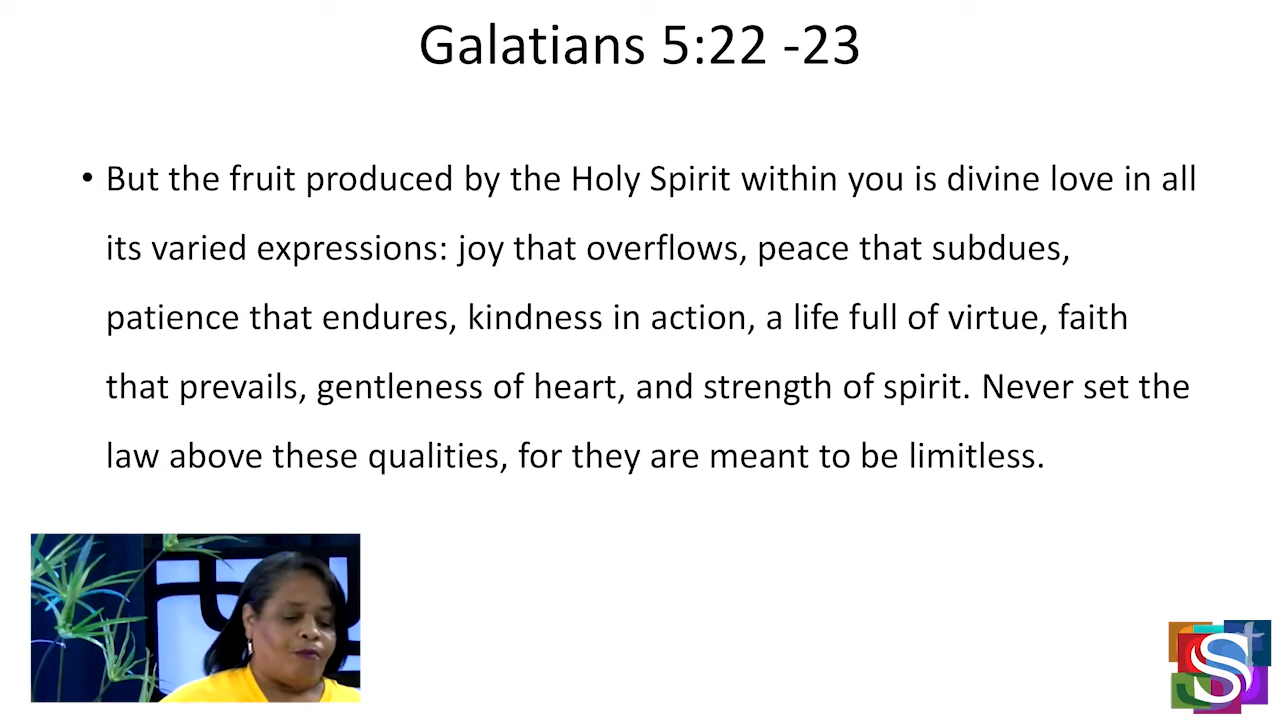 Galatians 5:22 -23
• But the fruit produced by the Holy Spirit within you is divine love in all
its varied expressions: joy that overflows, peace that subdues,
patience that endures, kindness in action, a life full of virtue, faith
that prevails, gentleness of heart, and strength of spirit. Never set the
law above these qualities, for they are meant to be limitless.
S